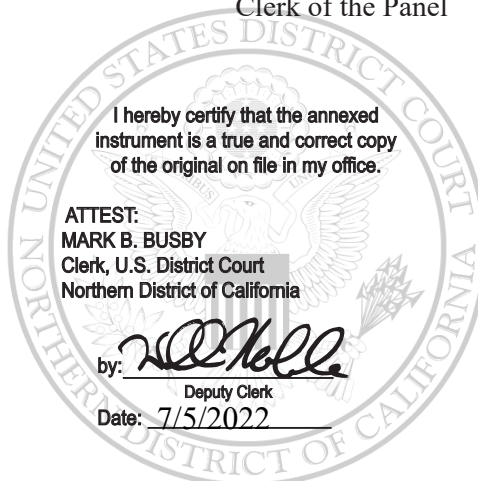 Clerk of the Panel
UNITED STATES DISTRICT COURT
I hereby certify that the annexed
instrument is a true and correct copy
of the original on file in my office.
ATTEST:
MARK B. BUSBY
Clerk, U.S. District Court
Northern District of California
by:
Deputy Clerk
Date: 7/5/2022
NORTHERN DISTRICT OF CALIFORNIA